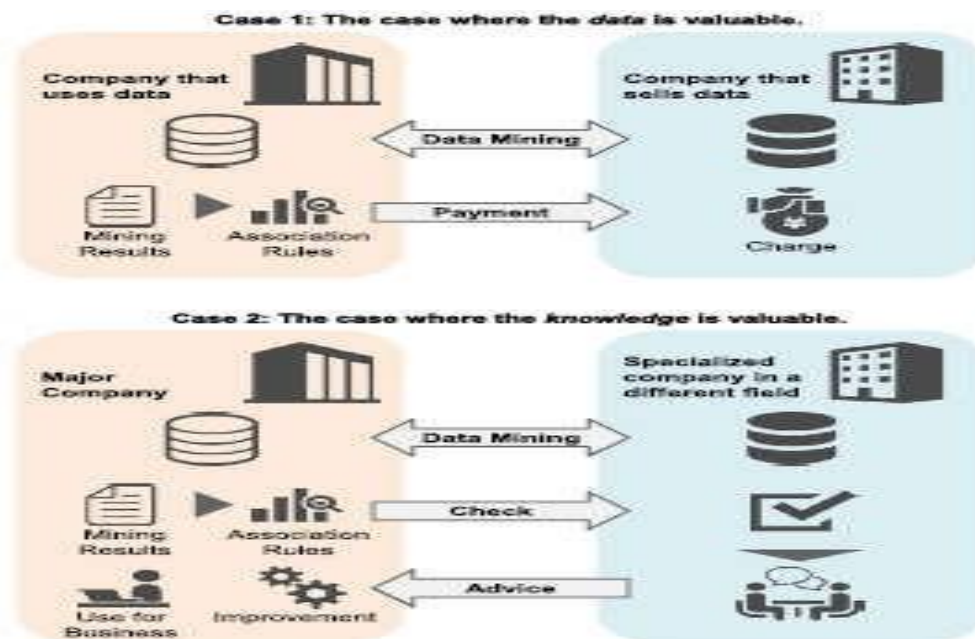 Case 1: The case where the data is valuable.
Company that
uses data
Company that
sells data
Data Mining
Mining
Results
Association
Rules
Payment
¥
Charge
Case 2: The case where the knowledge is valuable.
Major
Company
Specialized
company in a
different field
Data Mining
Mining
Results
Association
Rules
Check
Use for
Business
Improvement
Advice